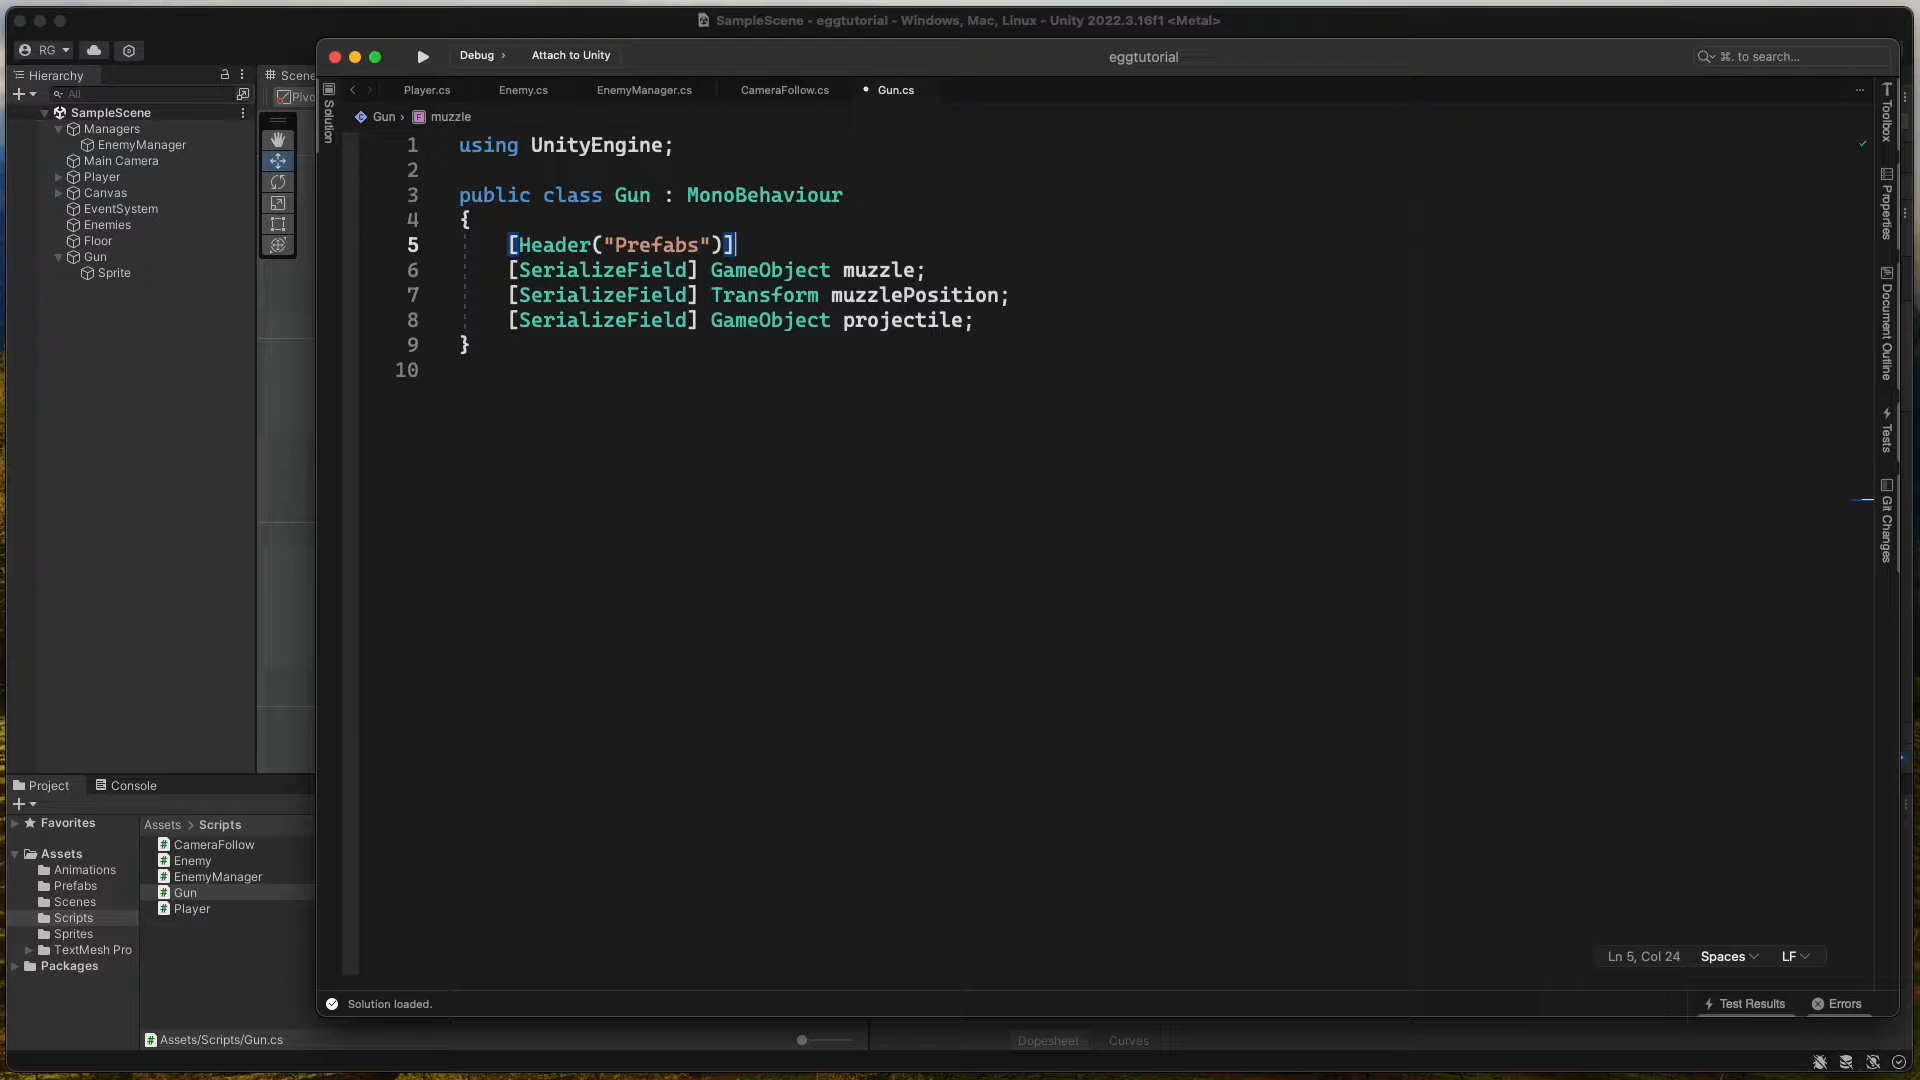 SampleScene - eggtutorial - Windows, Mac, Linux - Unity 2022.3.16f1 <Metal>
RG
Hierarchy
Scene
All
Pivo
SampleScene
Managers
EnemyManager
Main Camera
Player
Canvas
EventSystem
Enemies
Floor
Gun
Sprite
Debug
Attach to Unity
eggtutorial
⌘. to search...
Solution
Player.cs
Enemy.cs
EnemyManager.cs
CameraFollow.cs
Gun.cs
Gun › muzzle
1 using UnityEngine;
2
3 public class Gun : MonoBehaviour
4 {
5 [Header("Prefabs")]
6 [SerializeField] GameObject muzzle;
7 [SerializeField] Transform muzzlePosition;
8 [SerializeField] GameObject projectile;
9 }
10
Toolbox
Properties
Document Outline
Tests
Git Changes
Ln 5, Col 24
Spaces
LF
Solution loaded.
Test Results
Errors
Project
Console
Favorites
Assets
Animations
Prefabs
Scenes
Scripts
Sprites
TextMesh Pro
Packages
Assets > Scripts
CameraFollow
Enemy
EnemyManager
Gun
Player
Assets/Scripts/Gun.cs
Dopesheet
Curves